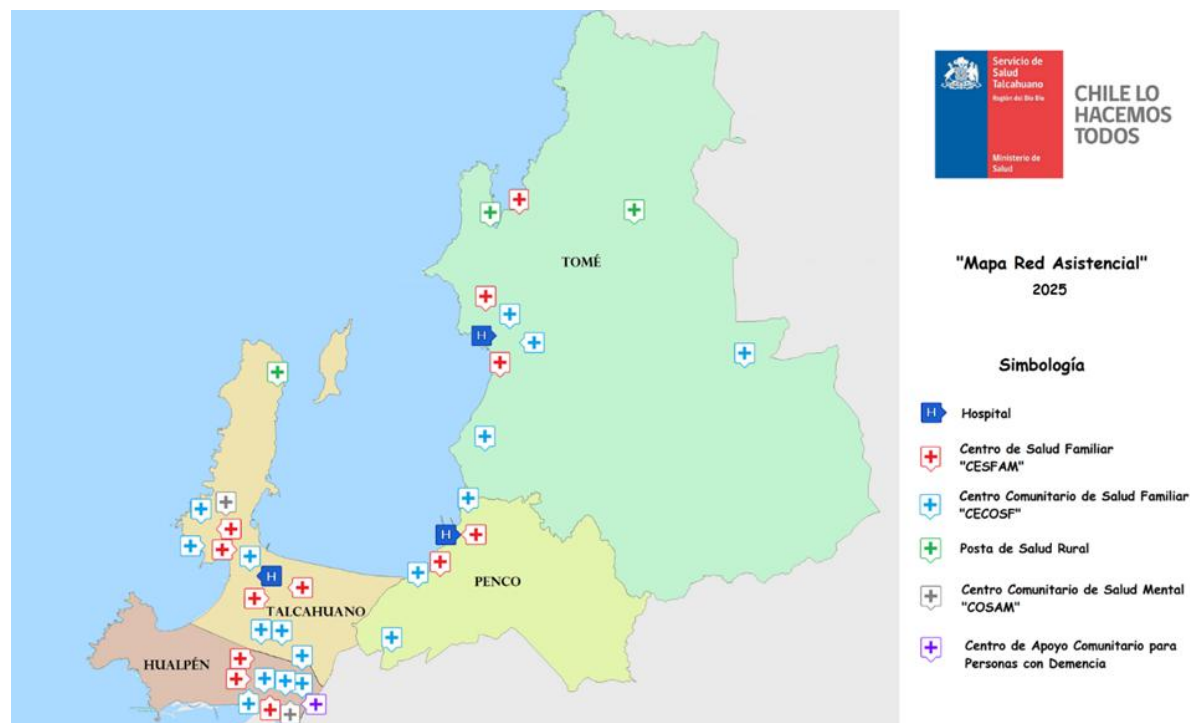 Servicio de
Salud
Talcahuano
Región del Bío Bío
Ministerio de
Salud
CHILE LO
HACEMOS
TODOS
"Mapa Red Asistencial"
2025
Simbología
H Hospital
Centro de Salud Familiar
"CESFAM"
Centro Comunitario de Salud Familiar
"CECOSF"
Posta de Salud Rural
Centro Comunitario de Salud Mental
"COSAM"
Centro de Apoyo Comunitario para
Personas con Demencia
TOMÉ
H
H
PENCO
H
TALCAHUANO
HUALPÉN